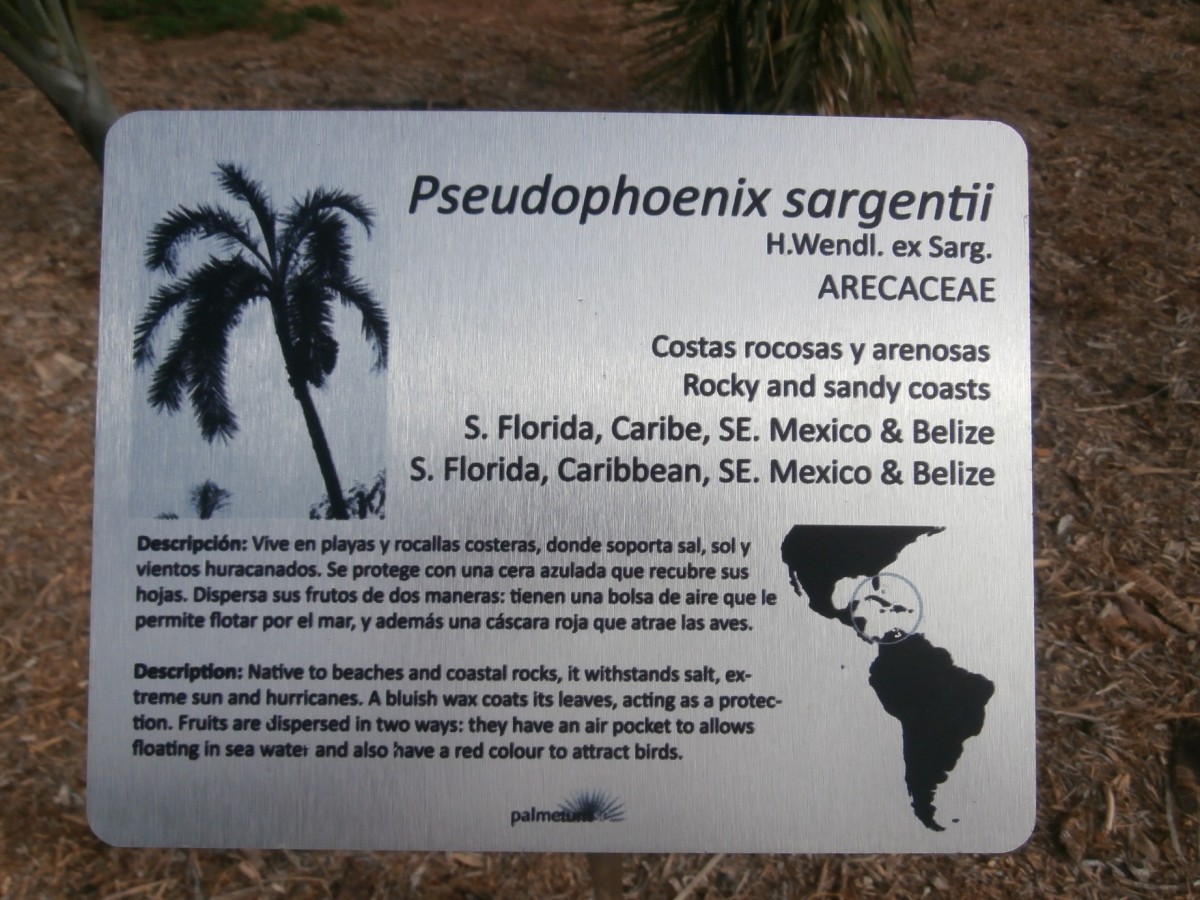 Pseudophoenix sargentii
H.Wendl. ex Sarg.
ARECACEAE
Costas rocosas y arenosas
Rocky and sandy coasts
S. Florida, Caribe, SE. Mexico & Belize
S. Florida, Caribbean, SE. Mexico & Belize
Descripción: Vive en playas y rocallas costeras, donde soporta sal, sol y
vientos huracanados. Se protege con una cera azulada que recubre sus
hojas. Dispersa sus frutos de dos maneras: tienen una bolsa de aire que le
permite flotar por el mar, y además una cáscara roja que atrae las aves.
Description: Native to beaches and coastal rocks, it withstands salt, ex-
treme sun and hurricanes. A bluish wax coats its leaves, acting as a protec-
tion. Fruits are dispersed in two ways: they have an air pocket to allows
floating in sea water and also have a red colour to attract birds.